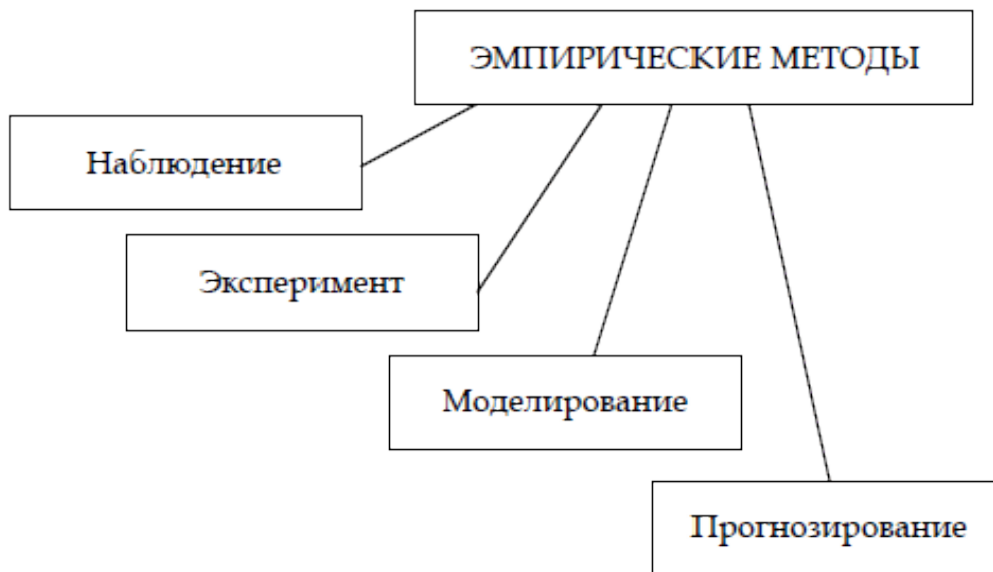 ЭМПИРИЧЕСКИЕ МЕТОДЫ
Наблюдение
Эксперимент
Моделирование
Прогнозирование